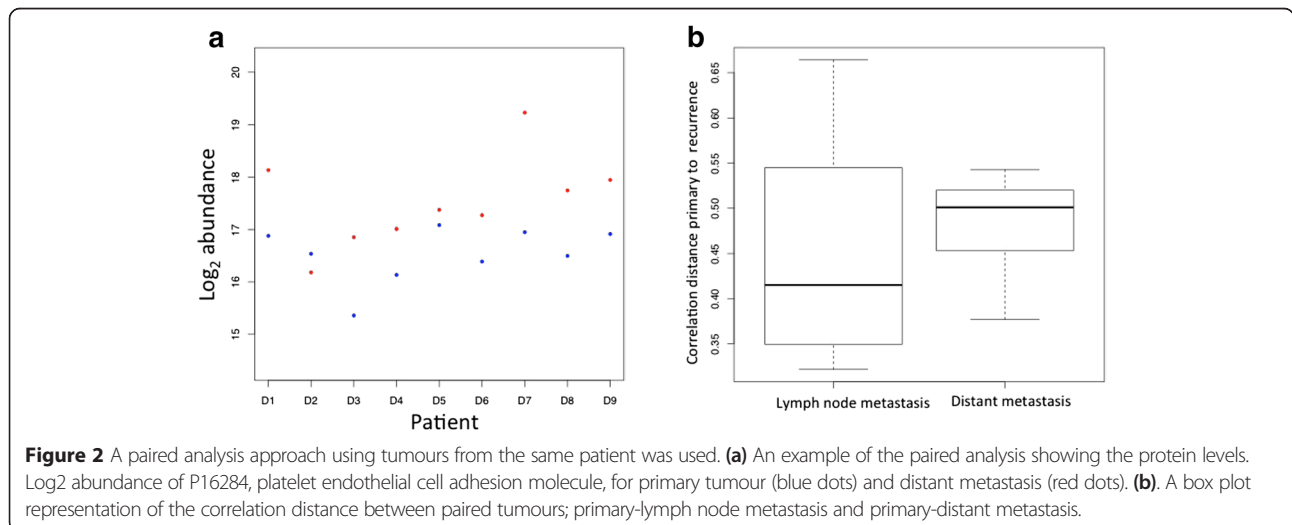 a
b
Log2 abundance
20
19
18
17
16
15
D1 D2 D3 D4 D5 D6 D7 D8 D9
Patient
Correlation distance primary to recurrence
0.65
0.60
0.55
0.50
0.45
0.40
0.35
Lymph node metastasis Distant metastasis
Figure 2 A paired analysis approach using tumours from the same patient was used. (a) An example of the paired analysis showing the protein levels.
Log2 abundance of P16284, platelet endothelial cell adhesion molecule, for primary tumour (blue dots) and distant metastasis (red dots). (b). A box plot
representation of the correlation distance between paired tumours; primary-lymph node metastasis and primary-distant metastasis.